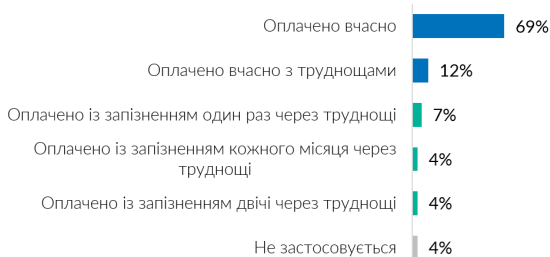 Оплачено вчасно 69%
Оплачено вчасно з труднощами 12%
Оплачено із запізненням один раз через труднощі 7%
Оплачено із запізненням кожного місяця через
труднощі 4%
Оплачено із запізненням двічі через труднощі 4%
Не застосовується 4%